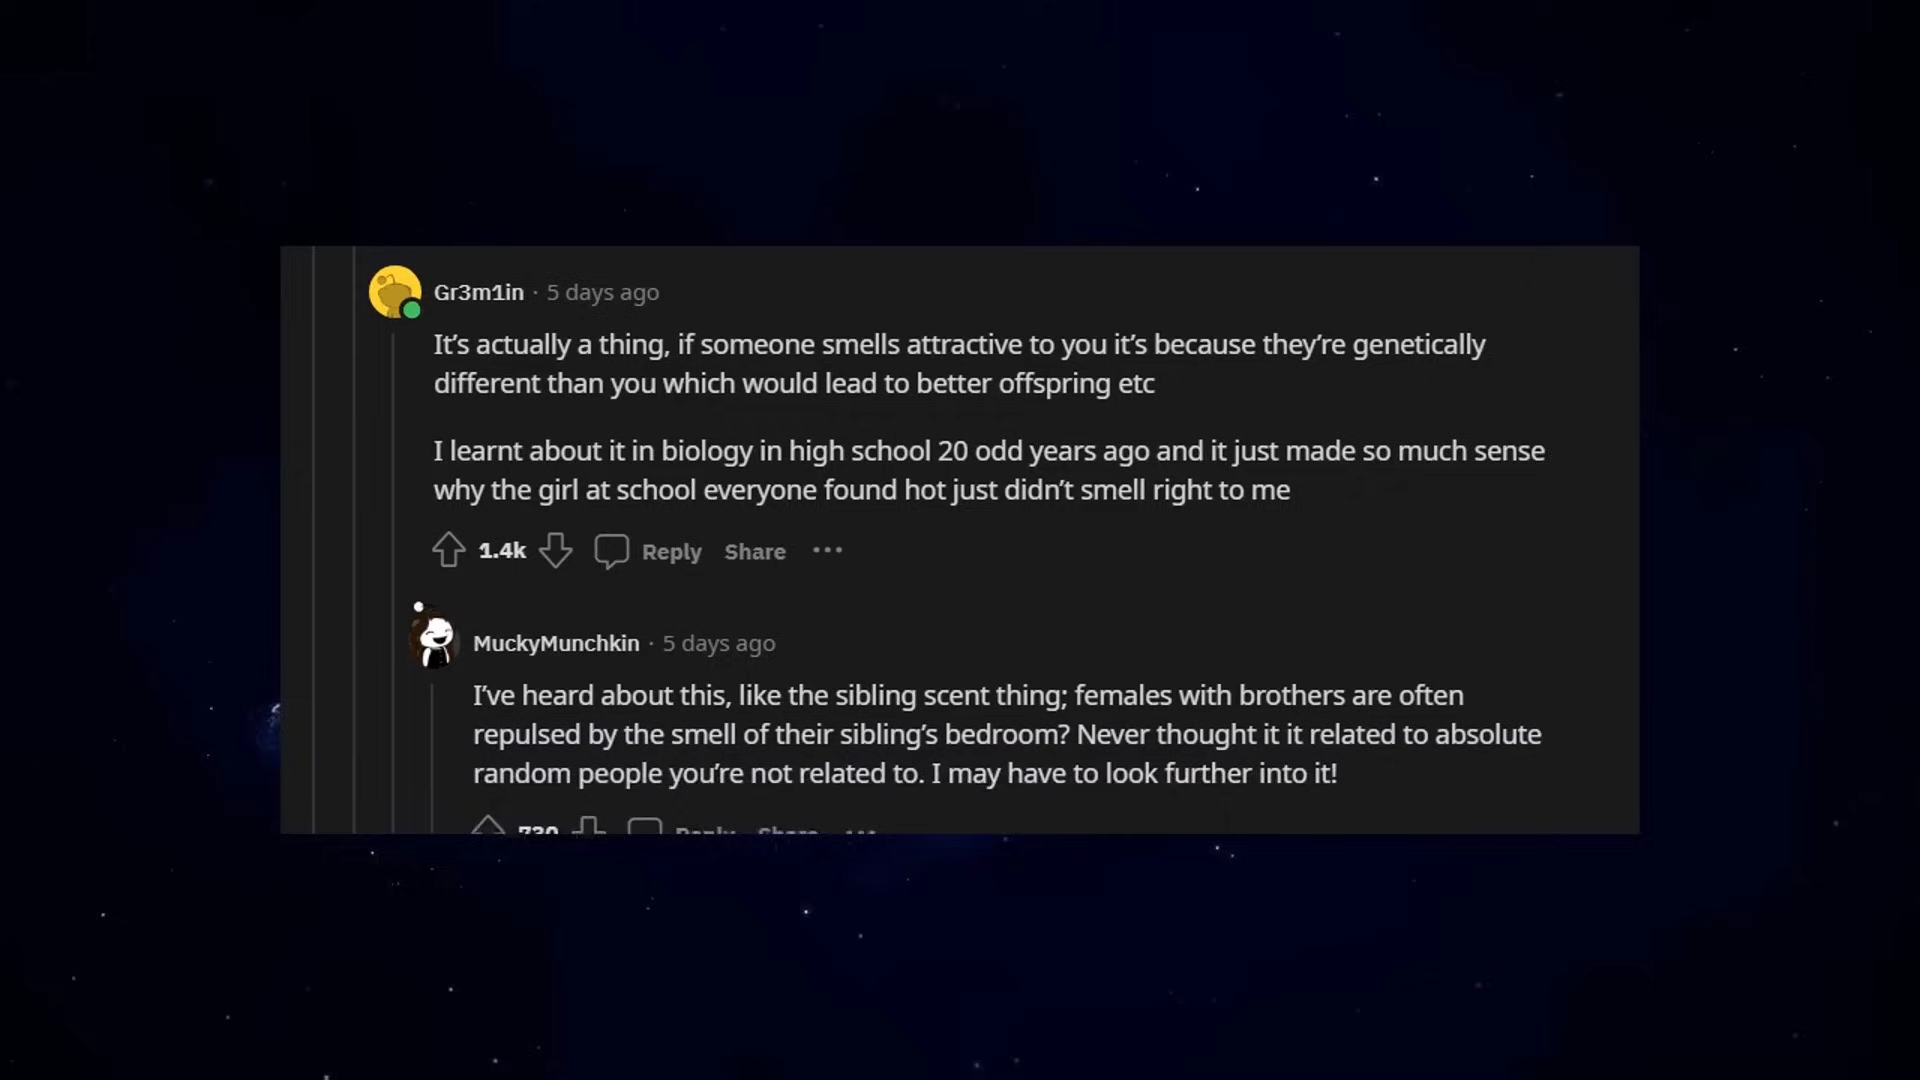 Gr3m1in · 5 days ago
It's actually a thing, if someone smells attractive to you it's because they're genetically
different than you which would lead to better offspring etc
I learnt about it in biology in high school 20 odd years ago and it just made so much sense
why the girl at school everyone found hot just didn't smell right to me
1.4k Reply Share ···
MuckyMunchkin · 5 days ago
I've heard about this, like the sibling scent thing; females with brothers are often
repulsed by the smell of their sibling's bedroom? Never thought it it related to absolute
random people you're not related to. I may have to look further into it!
730 Reply Share ···